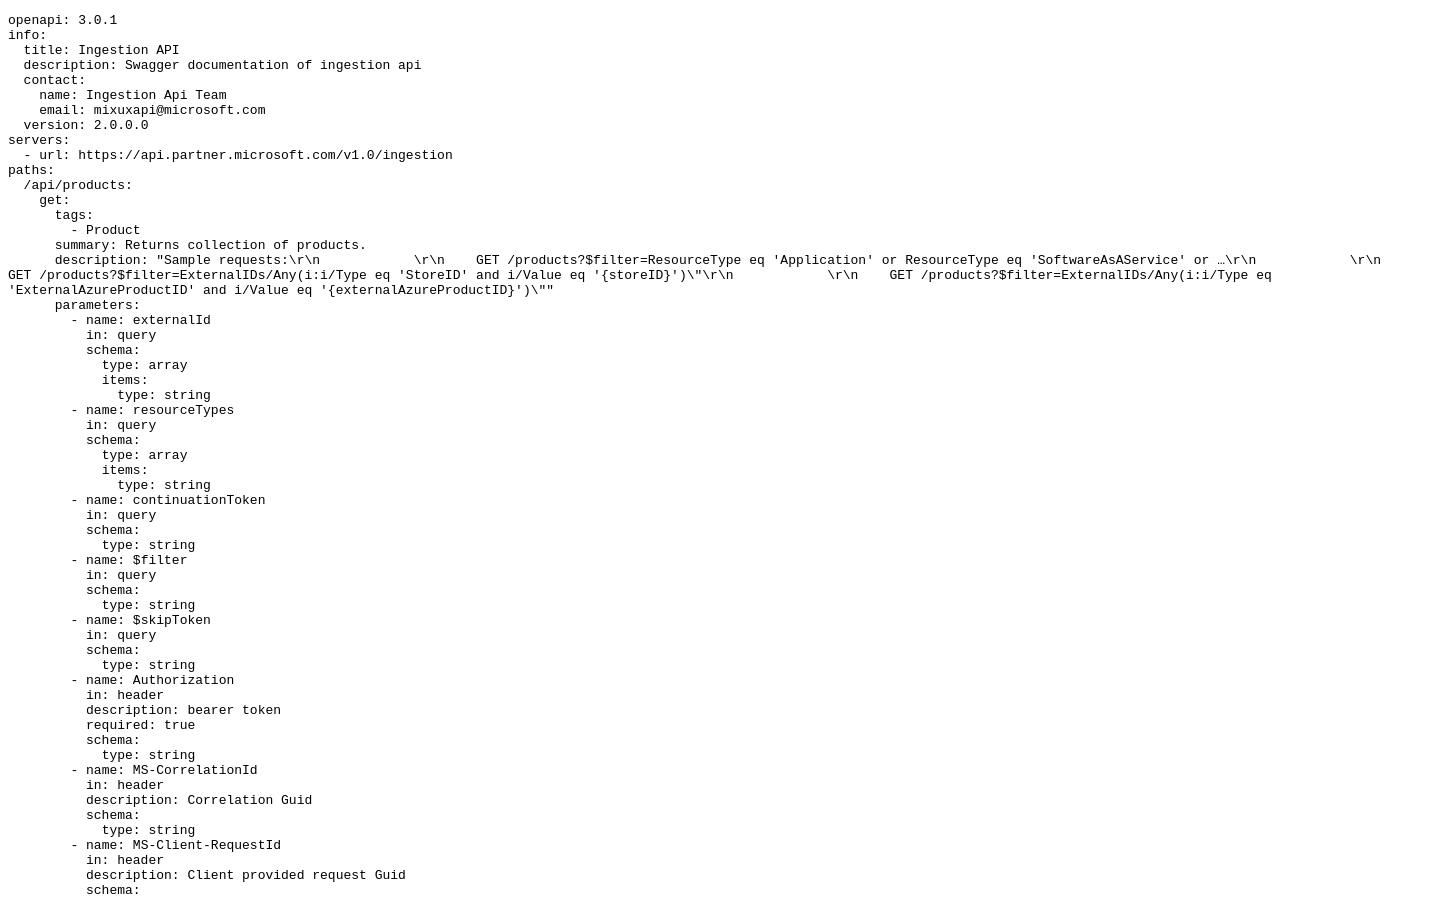 openapi: 3.0.1
info:
  title: Ingestion API
  description: Swagger documentation of ingestion api
  contact:
    name: Ingestion Api Team
    email: mixuxapi@microsoft.com
  version: 2.0.0.0
servers:
  - url: https://api.partner.microsoft.com/v1.0/ingestion
paths:
  /api/products:
    get:
      tags:
        - Product
      summary: Returns collection of products.
      description: "Sample requests:\r\n            \r\n    GET /products?$filter=ResourceType eq 'Application' or ResourceType eq 'SoftwareAsAService' or …\r\n            \r\n
GET /products?$filter=ExternalIDs/Any(i:i/Type eq 'StoreID' and i/Value eq '{storeID}')\"\r\n            \r\n    GET /products?$filter=ExternalIDs/Any(i:i/Type eq
'ExternalAzureProductID' and i/Value eq '{externalAzureProductID}')\""
      parameters:
        - name: externalId
          in: query
          schema:
            type: array
            items:
              type: string
        - name: resourceTypes
          in: query
          schema:
            type: array
            items:
              type: string
        - name: continuationToken
          in: query
          schema:
            type: string
        - name: $filter
          in: query
          schema:
            type: string
        - name: $skipToken
          in: query
          schema:
            type: string
        - name: Authorization
          in: header
          description: bearer token
          required: true
          schema:
            type: string
        - name: MS-CorrelationId
          in: header
          description: Correlation Guid
          schema:
            type: string
        - name: MS-Client-RequestId
          in: header
          description: Client provided request Guid
          schema: